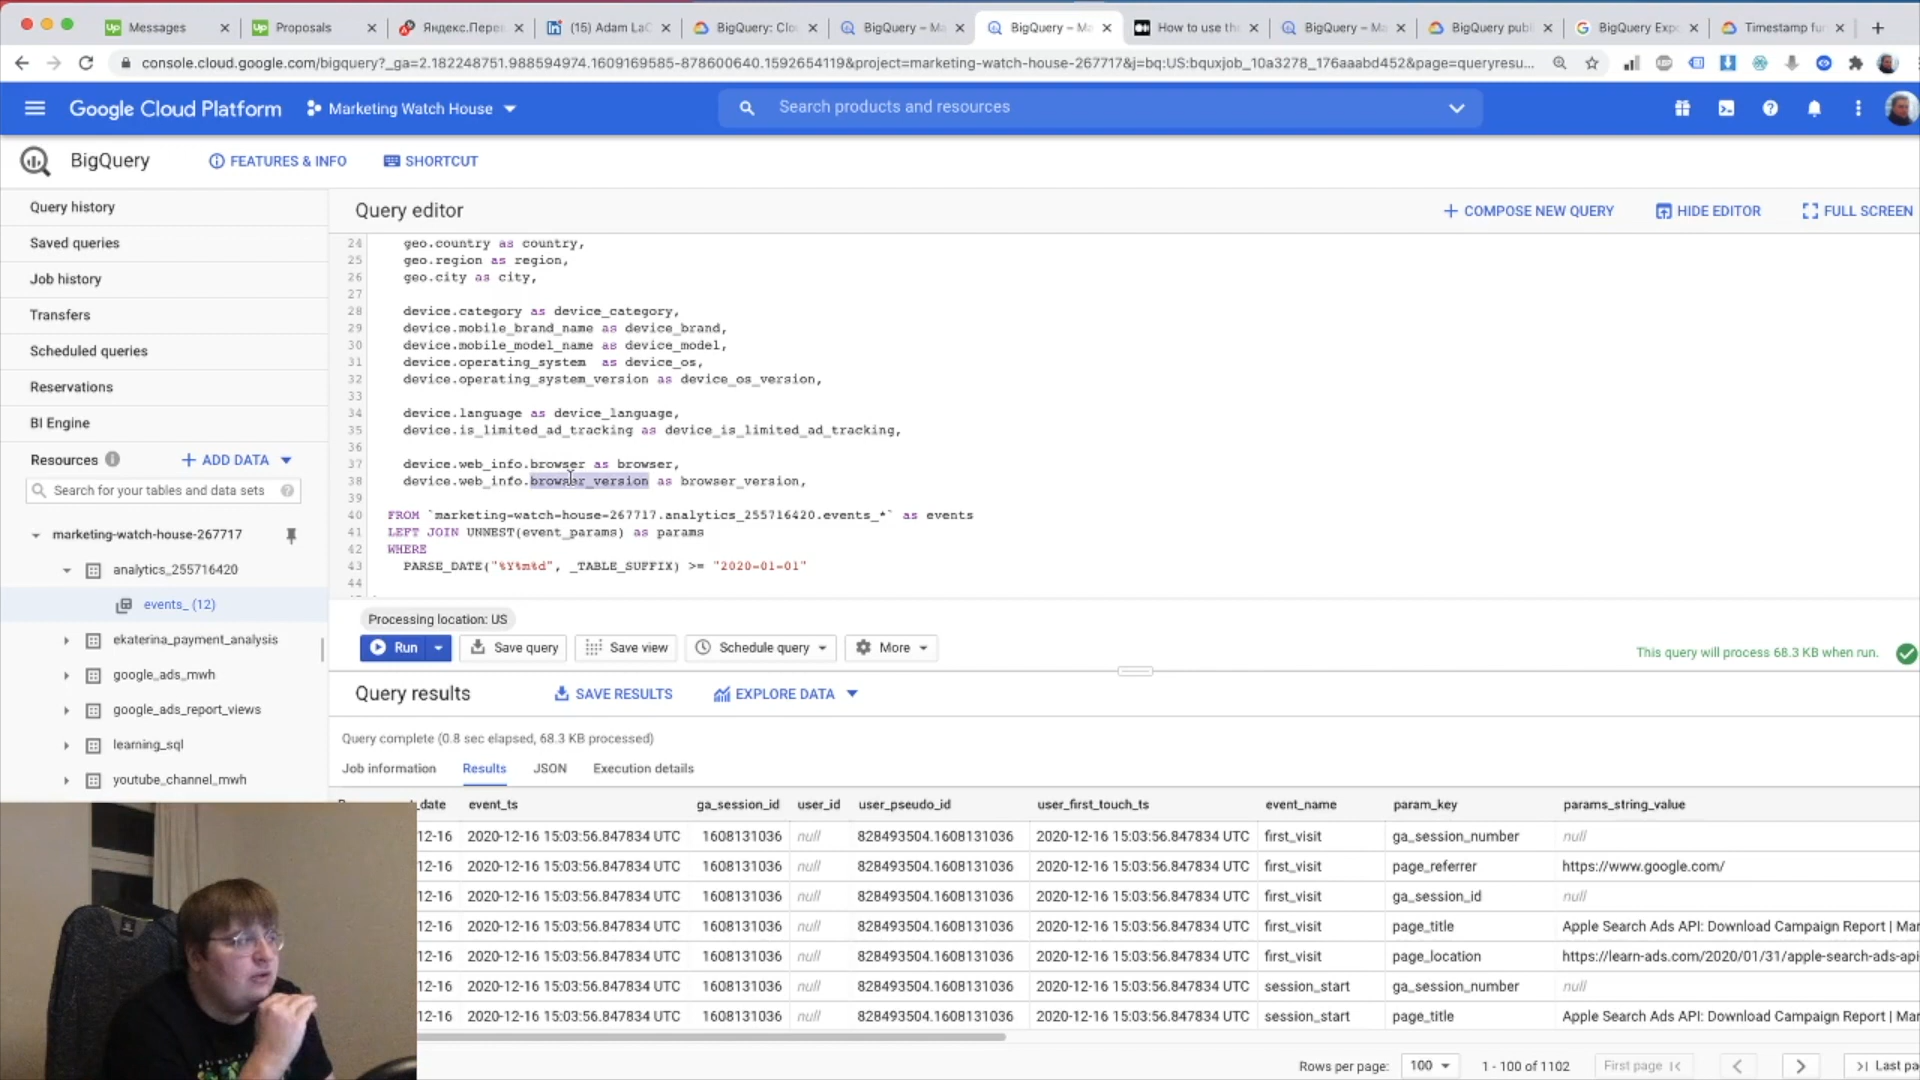 Messages
Proposals
Яндекс.Пере
(15) Adam LaC
BigQuery: Clo
BigQuery – Ma
BigQuery – Ma
How to use the
BigQuery – Ma
BigQuery publ
BigQuery Exp
Timestamp fu
console.cloud.google.com/bigquery?_ga=2.182248751.988594974.1609169585-878600640.1592654119&project=marketing-watch-house-267717&j=bq:US:bquxjob_10a3278_176aaabd452&page=queryresu...
Google Cloud Platform
Marketing Watch House
Search products and resources
BigQuery
FEATURES & INFO
SHORTCUT
Query history
Saved queries
Job history
Transfers
Scheduled queries
Reservations
BI Engine
Resources
ADD DATA
Search for your tables and data sets
marketing-watch-house-267717
analytics_255716420
events_ (12)
ekaterina_payment_analysis
google_ads_mwh
google_ads_report_views
learning_sql
youtube_channel_mwh
Query editor
COMPOSE NEW QUERY
HIDE EDITOR
FULL SCREEN
24 geo.country as country,
25 geo.region as region,
26 geo.city as city,
27
28 device.category as device_category,
29 device.mobile_brand_name as device_brand,
30 device.mobile_model_name as device_model,
31 device.operating_system as device_os,
32 device.operating_system_version as device_os_version,
33
34 device.language as device_language,
35 device.is_limited_ad_tracking as device_is_limited_ad_tracking,
36
37 device.web_info.browser as browser,
38 device.web_info.browser_version as browser_version,
39
40 FROM `marketing-watch-house-267717.analytics_255716420.events_*` as events
41 LEFT JOIN UNNEST(event_params) as params
42 WHERE
43 PARSE_DATE("%Y%m%d", _TABLE_SUFFIX) >= "2020-01-01"
44
Processing location: US
Run
Save query
Save view
Schedule query
More
This query will process 68.3 KB when run.
Query results
SAVE RESULTS
EXPLORE DATA
Query complete (0.8 sec elapsed, 68.3 KB processed)
Job information
Results
JSON
Execution details
_date event_ts ga_session_id user_id user_pseudo_id user_first_touch_ts event_name param_key params_string_value
12-16 2020-12-16 15:03:56.847834 UTC 1608131036 null 828493504.1608131036 2020-12-16 15:03:56.847834 UTC first_visit ga_session_number null
12-16 2020-12-16 15:03:56.847834 UTC 1608131036 null 828493504.1608131036 2020-12-16 15:03:56.847834 UTC first_visit page_referrer https://www.google.com/
12-16 2020-12-16 15:03:56.847834 UTC 1608131036 null 828493504.1608131036 2020-12-16 15:03:56.847834 UTC first_visit ga_session_id null
12-16 2020-12-16 15:03:56.847834 UTC 1608131036 null 828493504.1608131036 2020-12-16 15:03:56.847834 UTC first_visit page_title Apple Search Ads API: Download Campaign Report | Mar
12-16 2020-12-16 15:03:56.847834 UTC 1608131036 null 828493504.1608131036 2020-12-16 15:03:56.847834 UTC first_visit page_location https://learn-ads.com/2020/01/31/apple-search-ads-api
12-16 2020-12-16 15:03:56.847834 UTC 1608131036 null 828493504.1608131036 2020-12-16 15:03:56.847834 UTC session_start ga_session_number null
12-16 2020-12-16 15:03:56.847834 UTC 1608131036 null 828493504.1608131036 2020-12-16 15:03:56.847834 UTC session_start page_title Apple Search Ads API: Download Campaign Report | Mar
Rows per page: 100 1 - 100 of 1102 First page Last pa